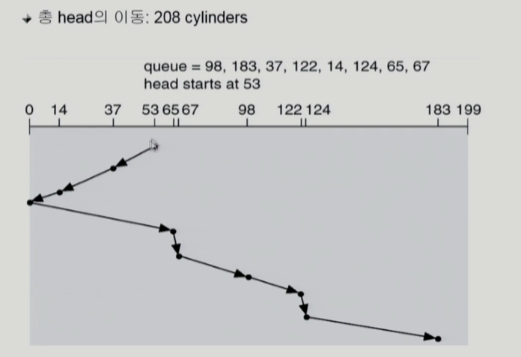 총 head의 이동: 208 cylinders
queue = 98, 183, 37, 122, 14, 124, 65, 67
head starts at 53
0 14 37 53 65 67 98 122 124 183 199